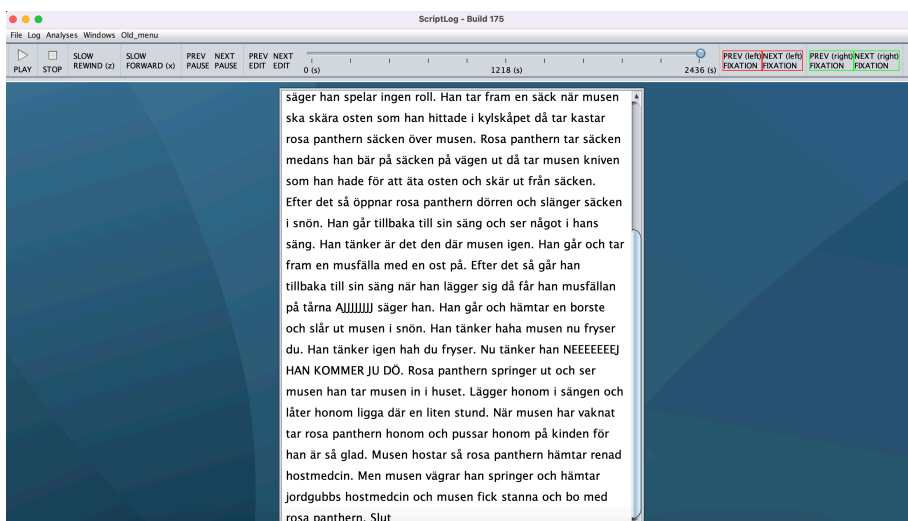 ScriptLog - Build 175
File Log Analyses Windows Old_menu
PLAY STOP SLOW REWIND (z) SLOW FORWARD (x) PREV PAUSE NEXT PAUSE PREV EDIT NEXT EDIT 0 (s) 1218 (s) 2436 (s) PREV (left) FIXATION NEXT (left) FIXATION PREV (right) FIXATION NEXT (right) FIXATION
säger han spelar ingen roll. Han tar fram en säck när musen
ska skära osten som han hittade i kylskåpet då tar kastar
rosa panthern säcken över musen. Rosa panthern tar säcken
medans han bär på säcken på vägen ut då tar musen kniven
som han hade för att äta osten och skär ut från säcken.
Efter det så öppnar rosa panthern dörren och slänger säcken
i snön. Han går tillbaka till sin säng och ser något i hans
säng. Han tänker är det den där musen igen. Han går och tar
fram en musfälla med en ost på. Efter det så går han
tillbaka till sin säng när han lägger sig då får han musfällan
på tårna AJJJJJJJJ säger han. Han går och hämtar en borste
och slår ut musen i snön. Han tänker haha musen nu fryser
du. Han tänker igen hah du fryser. Nu tänker han NEEEEEEEJ
HAN KOMMER JU DÖ. Rosa panthern springer ut och ser
musen han tar musen in i huset. Lägger honom i sängen och
låter honom ligga där en liten stund. När musen har vaknat
tar rosa panthern honom och pussar honom på kinden för
han är så glad. Musen hostar så rosa panthern hämtar renad
hostmedcin. Men musen vägrar han springer och hämtar
jordgubbs hostmedcin och musen fick stanna och bo med
rosa panthern. Slut